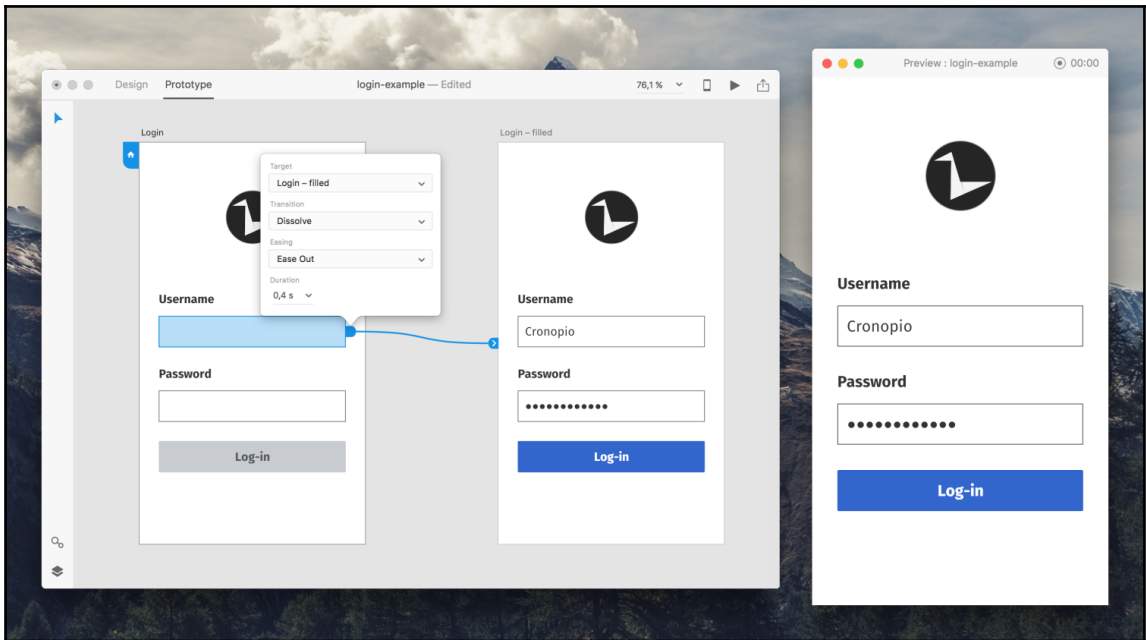 Design Prototype login-example — Edited 76,1 %
Login
Target
Login – filled
Transition
Dissolve
Easing
Ease Out
Duration
0,4 s
Username
Password
Log-in
Login – filled
Username
Cronopio
Password
••••••••••••
Log-in
Preview : login-example 00:00
Username
Cronopio
Password
••••••••••••
Log-in